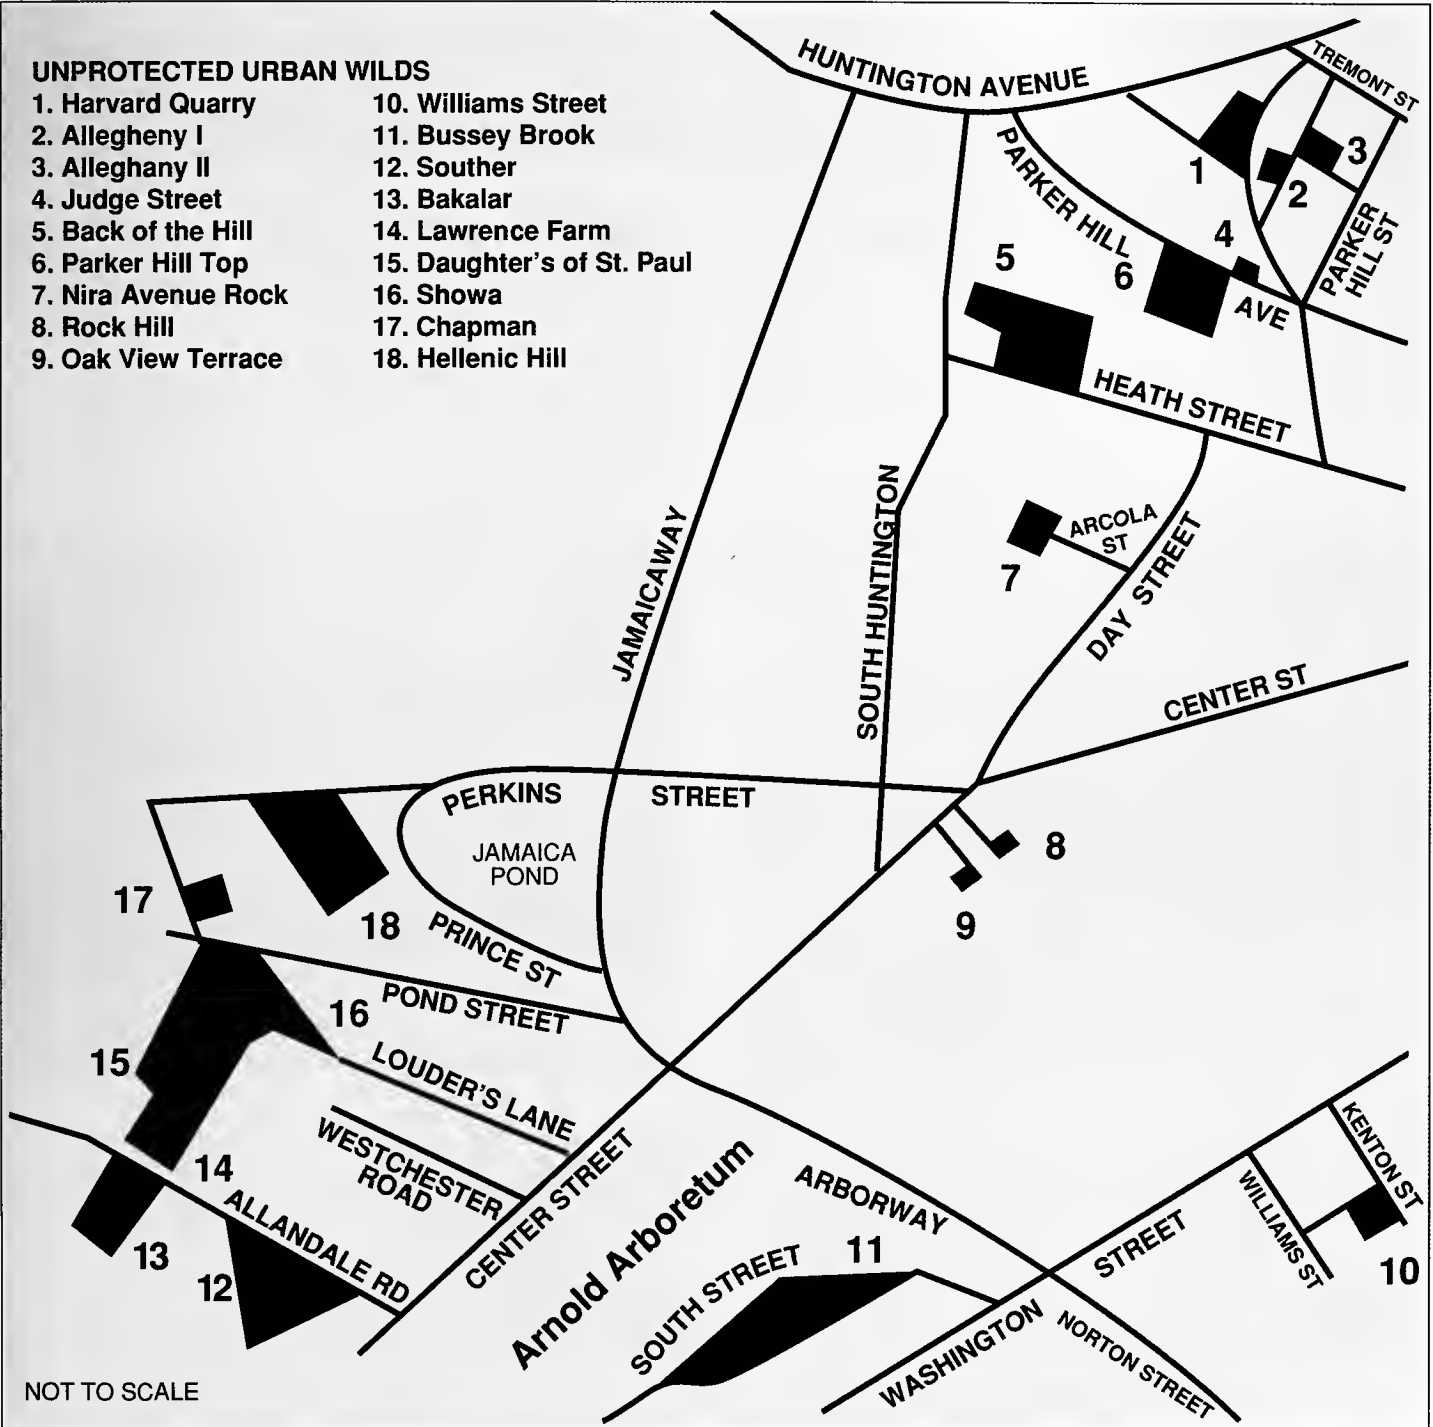 UNPROTECTED URBAN WILDS
1. Harvard Quarry
2. Allegheny I
3. Alleghany II
4. Judge Street
5. Back of the Hill
6. Parker Hill Top
7. Nira Avenue Rock
8. Rock Hill
9. Oak View Terrace
10. Williams Street
11. Bussey Brook
12. Souther
13. Bakalar
14. Lawrence Farm
15. Daughter's of St. Paul
16. Showa
17. Chapman
18. Hellenic Hill
HUNTINGTON AVENUE
TREMONT ST
PARKER HILL
AVE
1
2
3
4
5
6
PARKER
HILL ST
HEATH STREET
JAMAICAWAY
SOUTH HUNTINGTON
ARCOLA
ST
7
DAY STREET
CENTER ST
PERKINS
STREET
JAMAICA
POND
8
9
17
18
PRINCE ST
POND STREET
16
15
LOUDER'S LANE
WESTCHESTER
ROAD
14
13
12
ALLANDALE RD
CENTER STREET
Arnold Arboretum
ARBORWAY
SOUTH STREET
11
WASHINGTON
STREET
NORTON STREET
WILLIAMS ST
KENTON ST
10
NOT TO SCALE